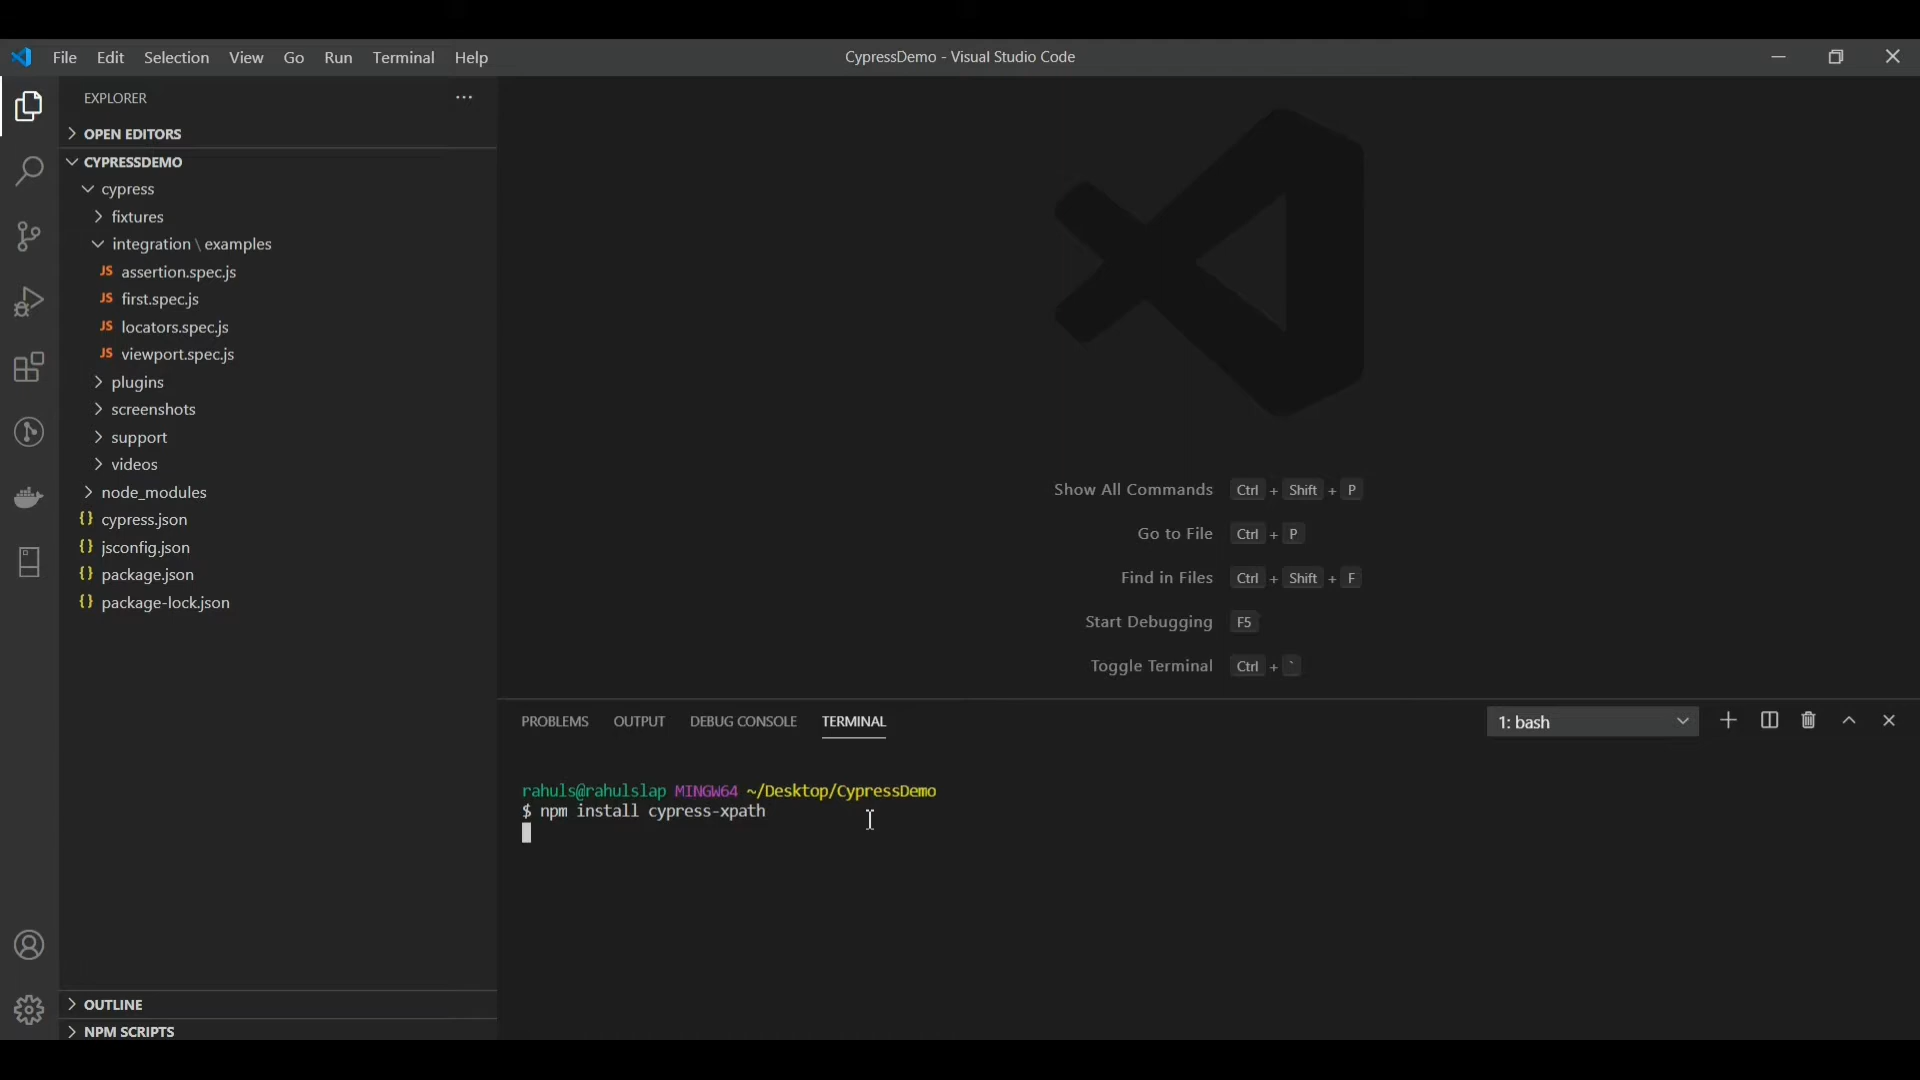 File Edit Selection View Go Run Terminal Help
CypressDemo - Visual Studio Code
EXPLORER
OPEN EDITORS
CYPRESSDEMO
cypress
fixtures
integration \ examples
JS assertion.spec.js
JS first.spec.js
JS locators.spec.js
JS viewport.spec.js
plugins
screenshots
support
videos
node_modules
{} cypress.json
{} jsconfig.json
{} package.json
{} package-lock.json
OUTLINE
NPM SCRIPTS
Show All Commands Ctrl + Shift + P
Go to File Ctrl + P
Find in Files Ctrl + Shift + F
Start Debugging F5
Toggle Terminal Ctrl + `
PROBLEMS OUTPUT DEBUG CONSOLE TERMINAL
1: bash
rahuls@rahulslap MINGW64 ~/Desktop/CypressDemo
$ npm install cypress-xpath